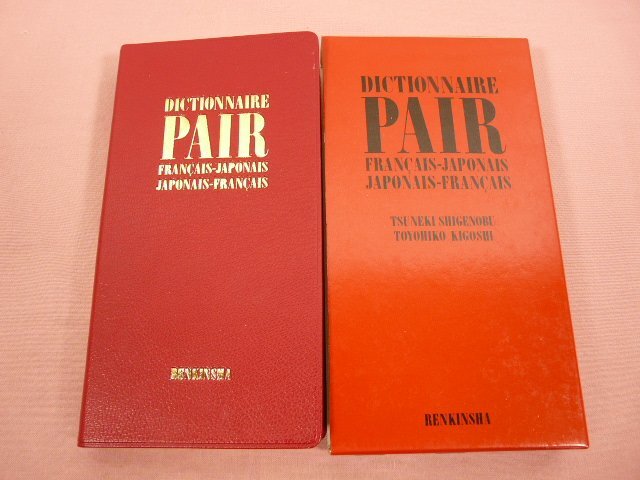 DICTIONNAIRE
PAIR
FRANÇAIS-JAPONAIS
JAPONAIS-FRANÇAIS
RENKINSHA
DICTIONNAIRE
PAIR
FRANÇAIS-JAPONAIS
JAPONAIS-FRANÇAIS
TSUNEKI SHIGENOBU
TOYOHIKO KIGOSHI
RENKINSHA